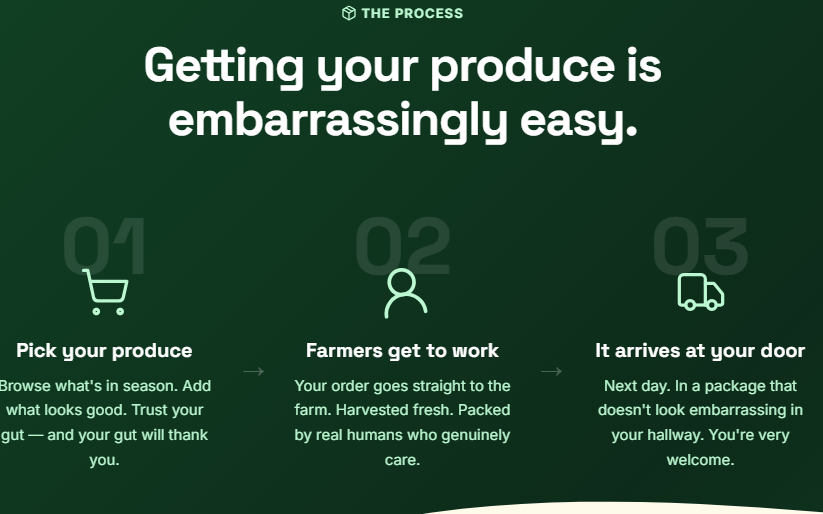 THE PROCESS
Getting your produce is
embarrassingly easy.
01
02
03
Pick your produce
Browse what's in season. Add
what looks good. Trust your
gut — and your gut will thank
you.
→
Farmers get to work
Your order goes straight to the
farm. Harvested fresh. Packed
by real humans who genuinely
care.
→
It arrives at your door
Next day. In a package that
doesn't look embarrassing in
your hallway. You're very
welcome.